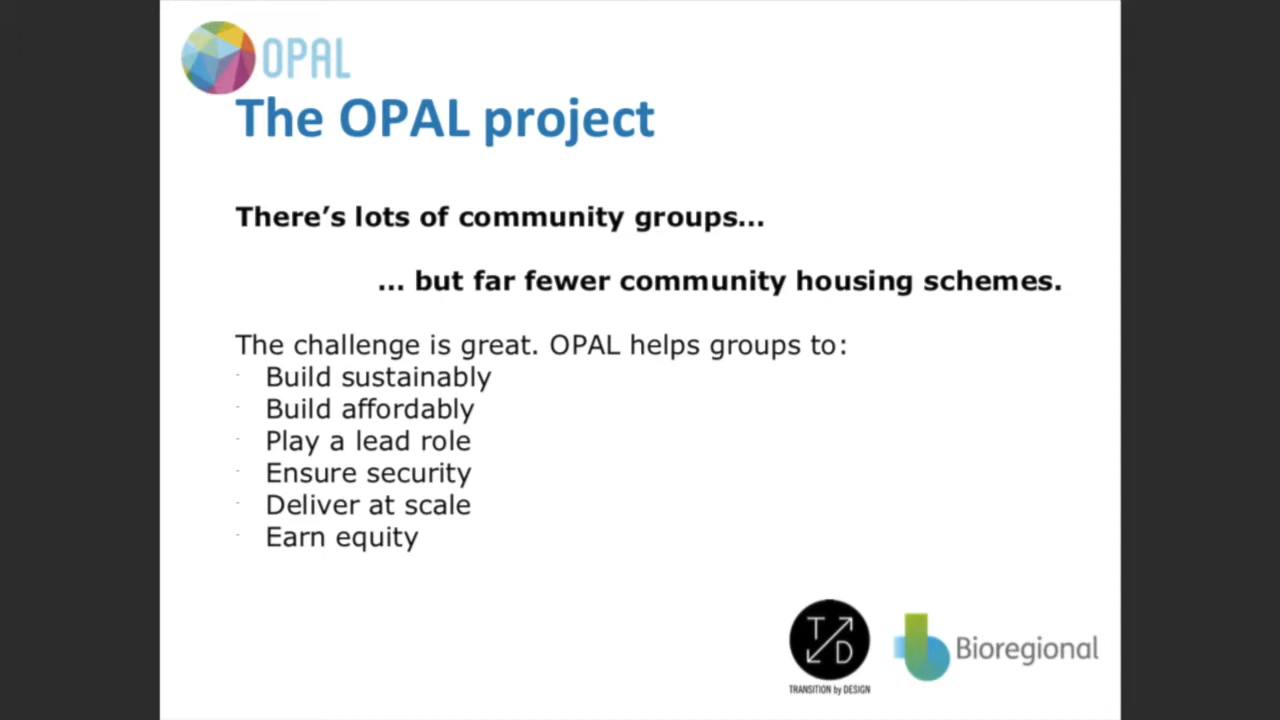 OPAL
The OPAL project
There’s lots of community groups...
... but far fewer community housing schemes.
The challenge is great. OPAL helps groups to:
- Build sustainably
- Build affordably
- Play a lead role
- Ensure security
- Deliver at scale
- Earn equity
T D
TRANSITION by DESIGN
b Bioregional